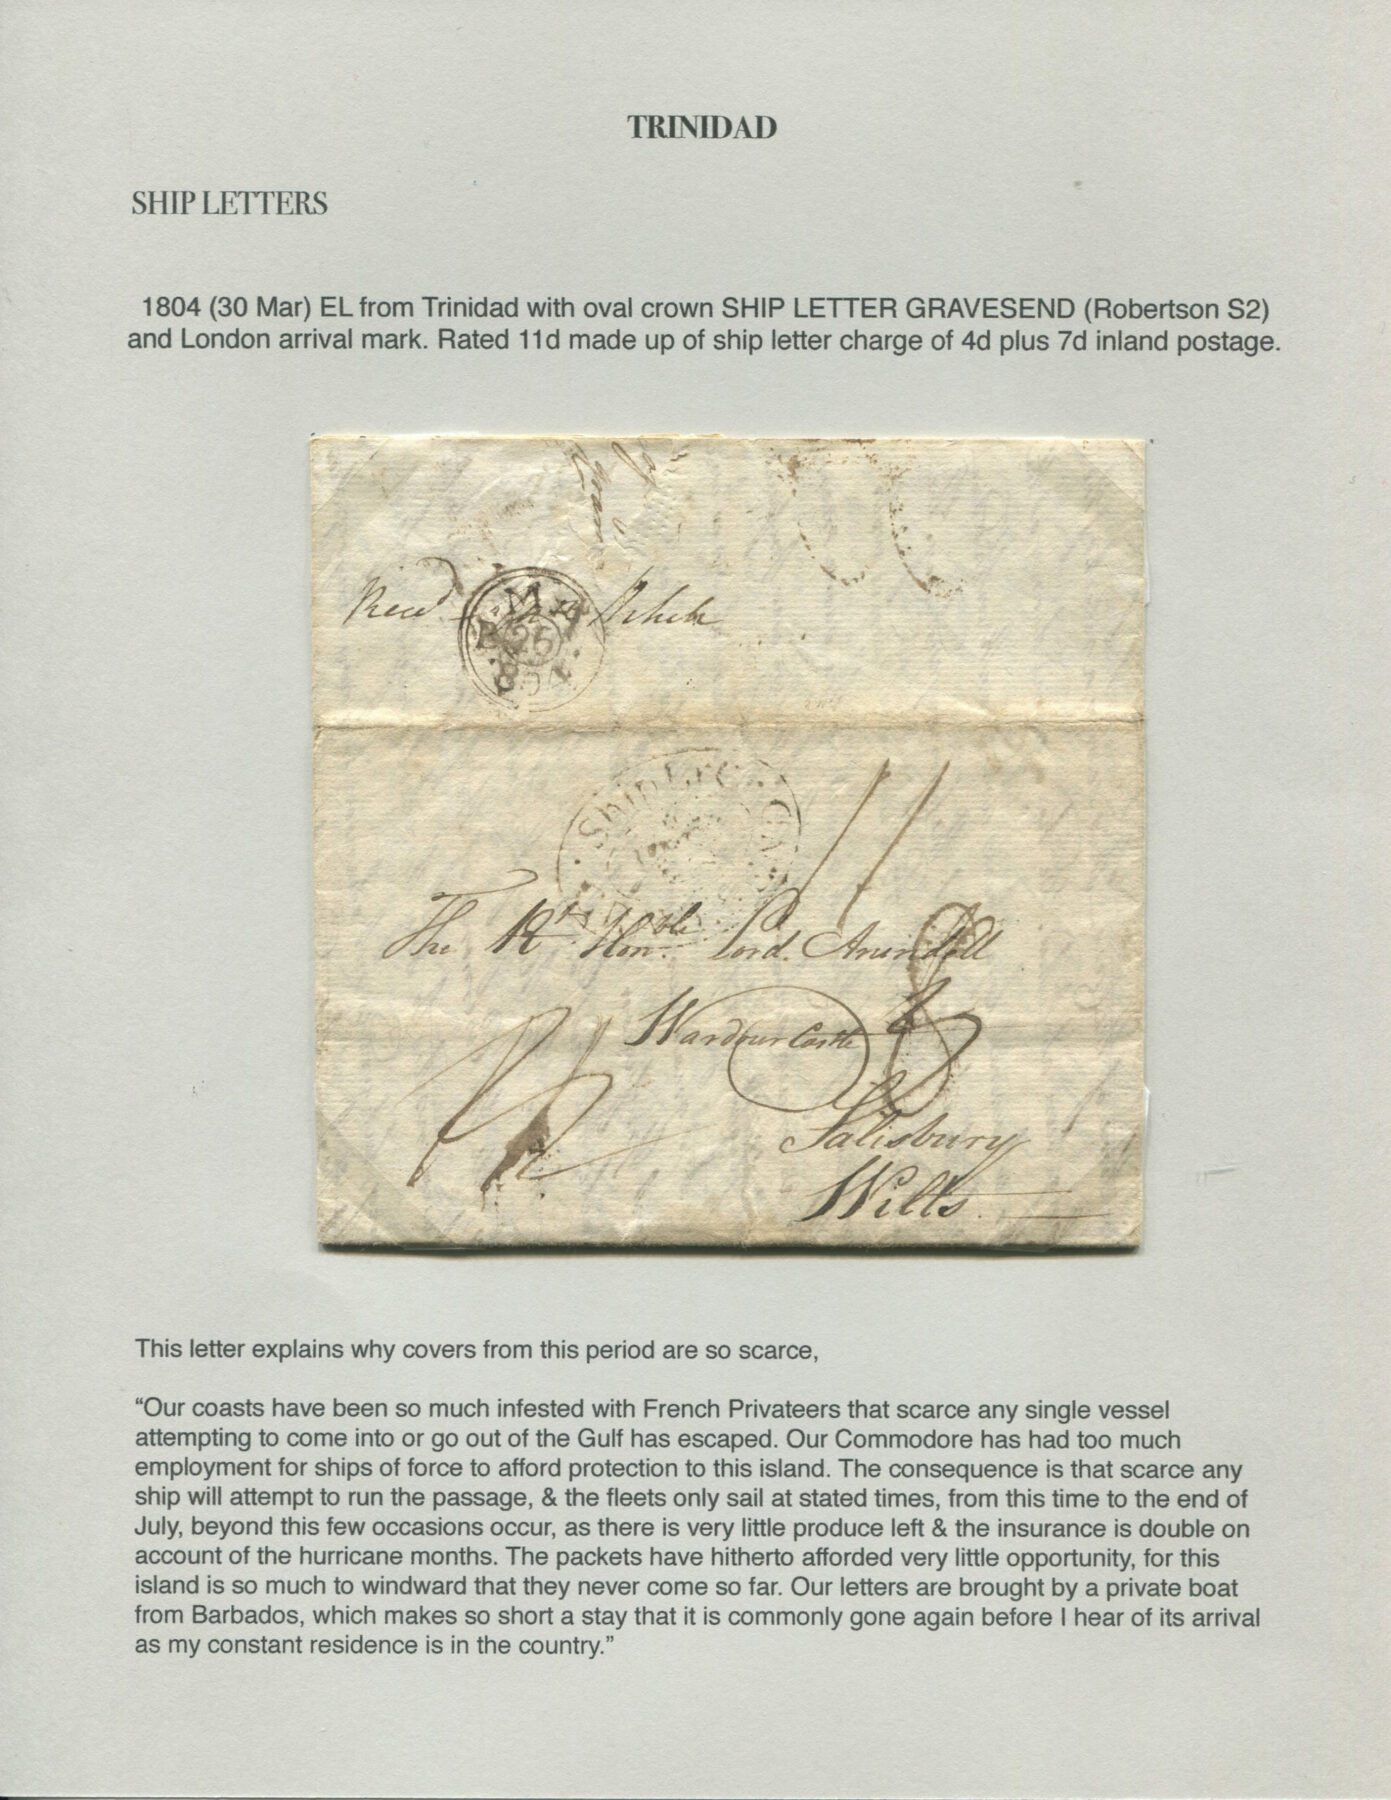 TRINIDAD
SHIP LETTERS
1804 (30 Mar) EL from Trinidad with oval crown SHIP LETTER GRAVESEND (Robertson S2)
and London arrival mark. Rated 11d made up of ship letter charge of 4d plus 7d inland postage.
Recd
M
25
804
Ship Lre
11
The Rt Honble Lord Arundell
Wardour Castle
Salisbury
Wilts
This letter explains why covers from this period are so scarce,
“Our coasts have been so much infested with French Privateers that scarce any single vessel
attempting to come into or go out of the Gulf has escaped. Our Commodore has had too much
employment for ships of force to afford protection to this island. The consequence is that scarce any
ship will attempt to run the passage, & the fleets only sail at stated times, from this time to the end of
July, beyond this few occasions occur, as there is very little produce left & the insurance is double on
account of the hurricane months. The packets have hitherto afforded very little opportunity, for this
island is so much to windward that they never come so far. Our letters are brought by a private boat
from Barbados, which makes so short a stay that it is commonly gone again before I hear of its arrival
as my constant residence is in the country.”